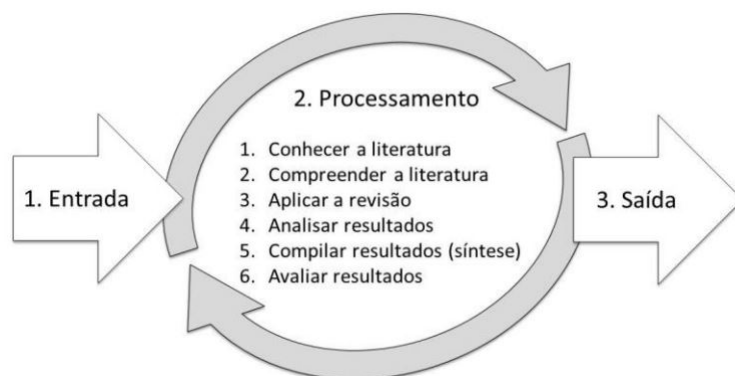 2. Processamento
1. Conhecer a literatura
2. Compreender a literatura
3. Aplicar a revisão
4. Analisar resultados
5. Compilar resultados (síntese)
6. Avaliar resultados
1. Entrada
3. Saída